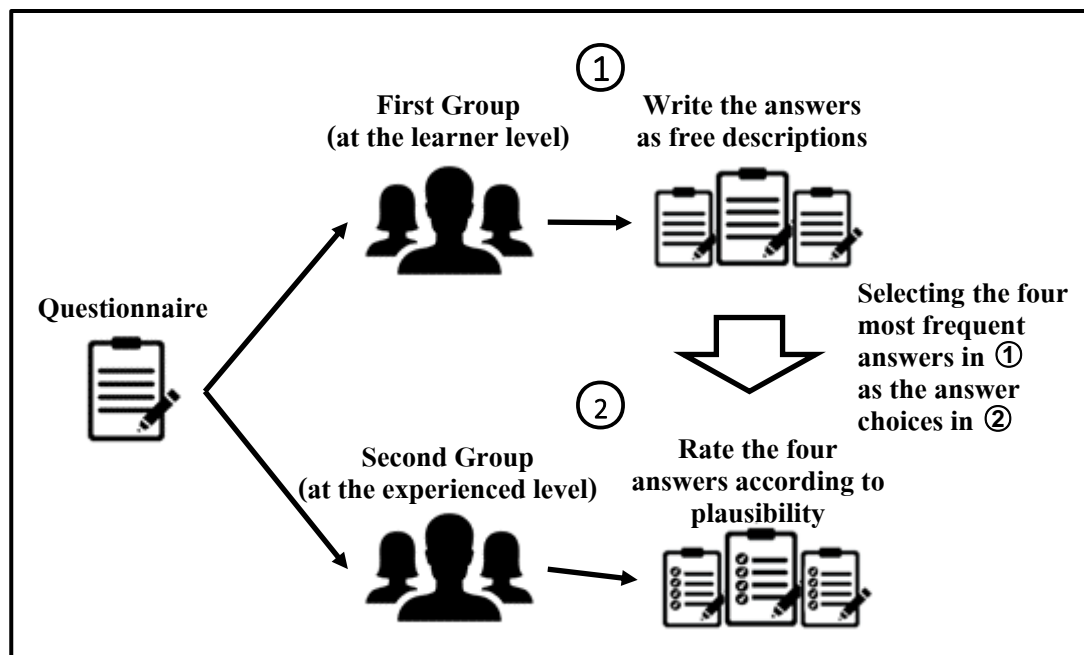 ①
First Group
(at the learner level)
Write the answers
as free descriptions
Questionnaire
Selecting the four
most frequent
answers in ①
as the answer
choices in ②
②
Second Group
(at the experienced level)
Rate the four
answers according to
plausibility